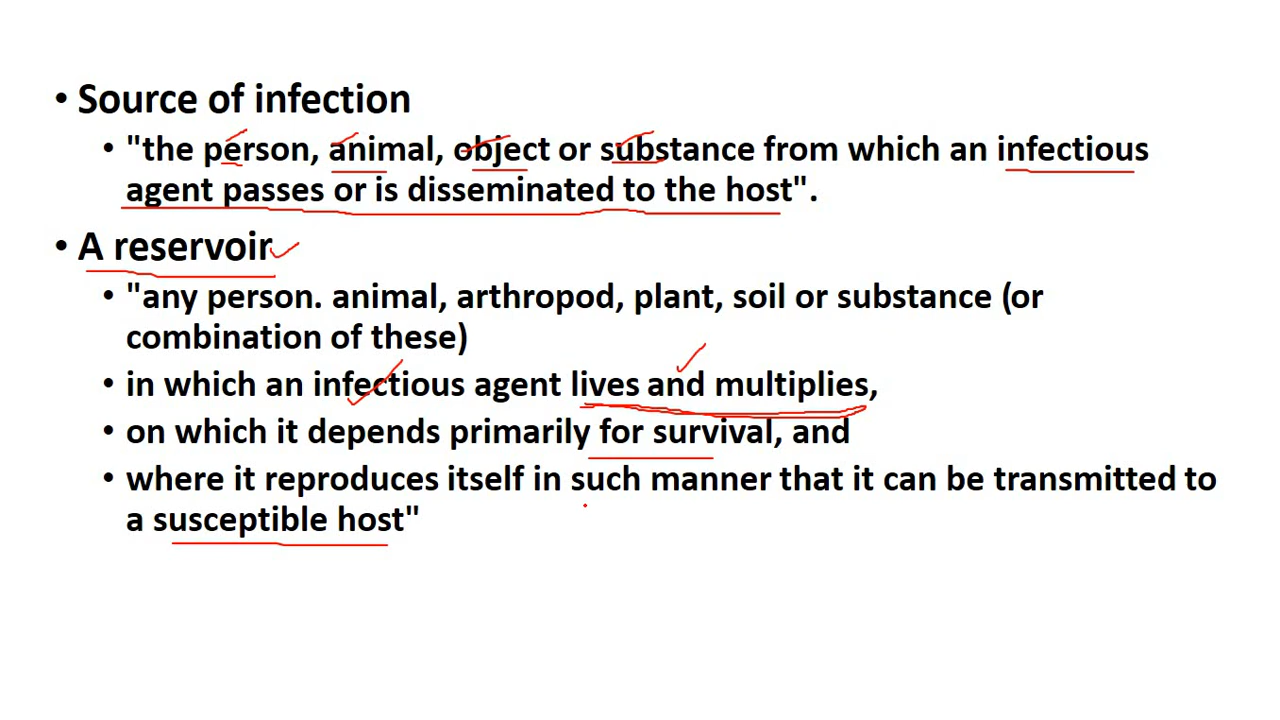 • Source of infection
• "the person, animal, object or substance from which an infectious
agent passes or is disseminated to the host".
• A reservoir
• "any person. animal, arthropod, plant, soil or substance (or
combination of these)
• in which an infectious agent lives and multiplies,
• on which it depends primarily for survival, and
• where it reproduces itself in such manner that it can be transmitted to
a susceptible host"